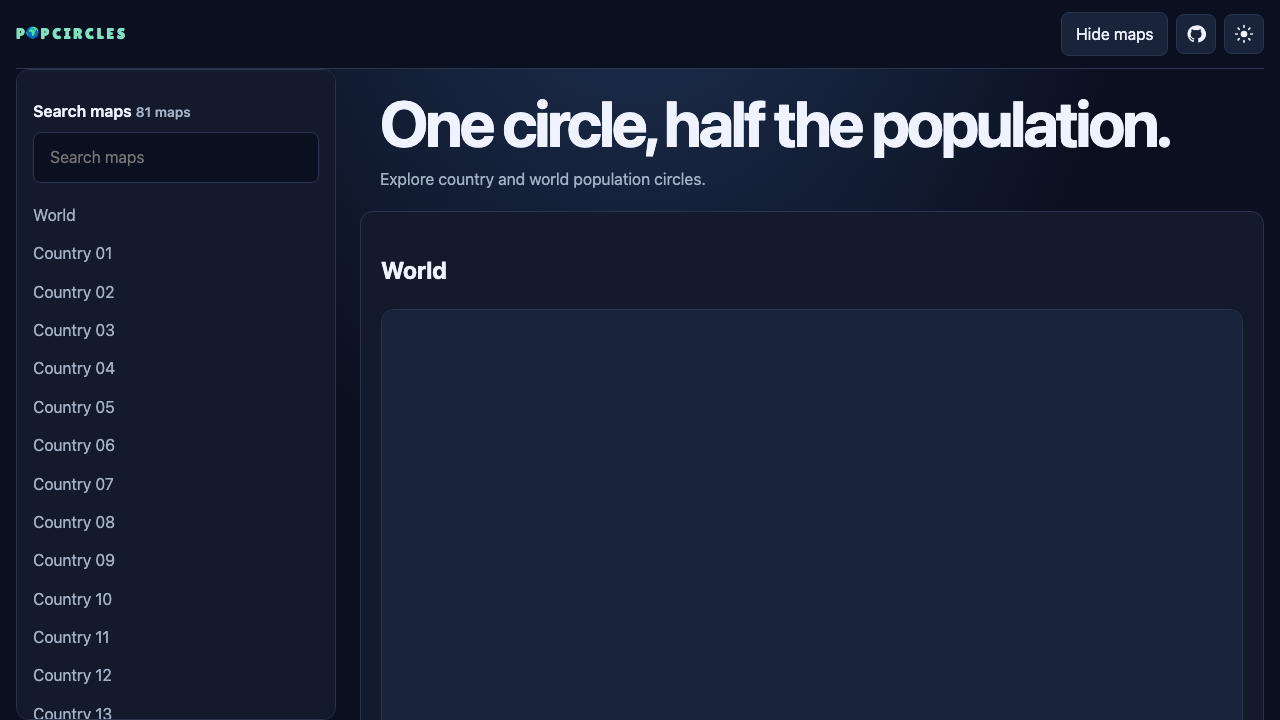 P🌍PCIRCLES
Hide maps
Search maps 81 maps
Search maps
World
Country 01
Country 02
Country 03
Country 04
Country 05
Country 06
Country 07
Country 08
Country 09
Country 10
Country 11
Country 12
Country 13
One circle, half the population.
Explore country and world population circles.
World